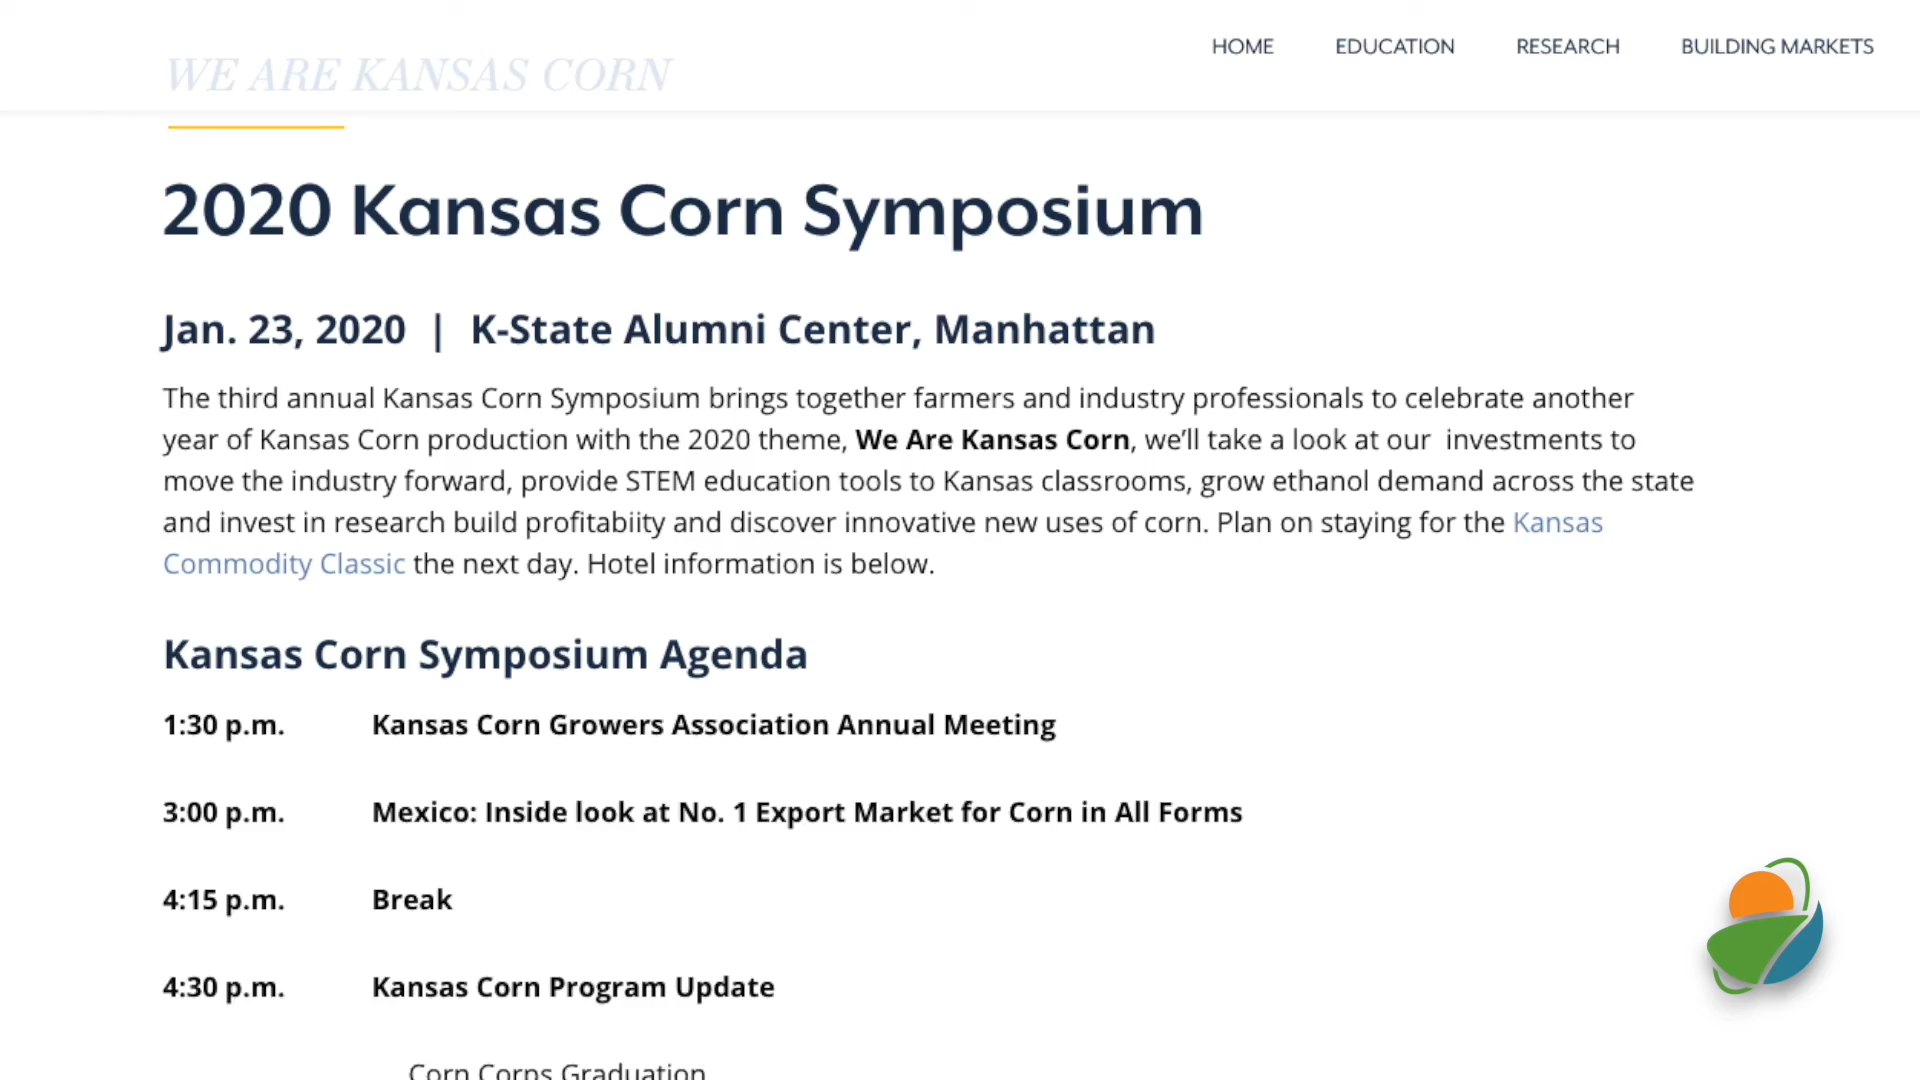 HOME EDUCATION RESEARCH BUILDING MARKETS
WE ARE KANSAS CORN
2020 Kansas Corn Symposium
Jan. 23, 2020 | K-State Alumni Center, Manhattan
The third annual Kansas Corn Symposium brings together farmers and industry professionals to celebrate another
year of Kansas Corn production with the 2020 theme, We Are Kansas Corn, we’ll take a look at our investments to
move the industry forward, provide STEM education tools to Kansas classrooms, grow ethanol demand across the state
and invest in research build profitabiity and discover innovative new uses of corn. Plan on staying for the Kansas
Commodity Classic the next day. Hotel information is below.
Kansas Corn Symposium Agenda
1:30 p.m. Kansas Corn Growers Association Annual Meeting
3:00 p.m. Mexico: Inside look at No. 1 Export Market for Corn in All Forms
4:15 p.m. Break
4:30 p.m. Kansas Corn Program Update
Corn Corps Graduation